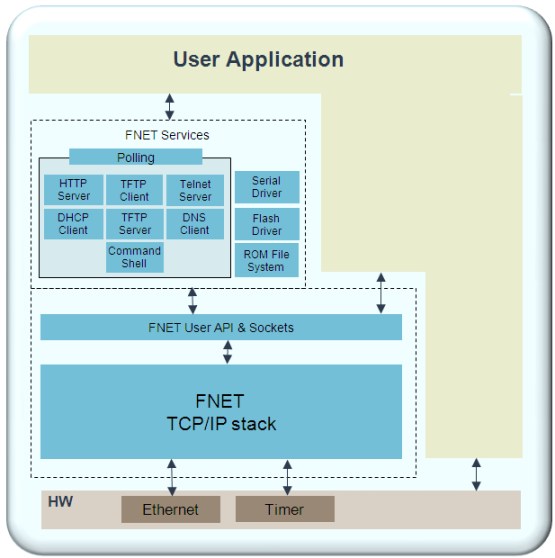 User Application
FNET Services
Polling
HTTP
Server
TFTP
Client
Telnet
Server
Serial
Driver
DHCP
Client
TFTP
Server
DNS
Client
Flash
Driver
Command
Shell
ROM File
System
FNET User API & Sockets
FNET
TCP/IP stack
HW
Ethernet
Timer